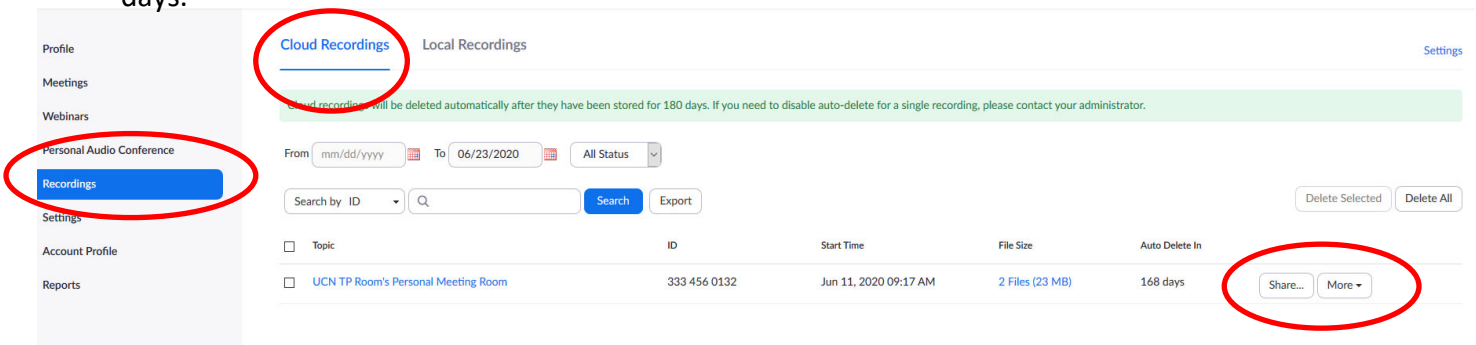 days.
Profile
Meetings
Webinars
Personal Audio Conference
Recordings
Settings
Account Profile
Reports
Cloud Recordings Local Recordings Settings
Cloud recordings will be deleted automatically after they have been stored for 180 days. If you need to disable auto-delete for a single recording, please contact your administrator.
From mm/dd/yyyy To 06/23/2020 All Status
Search by ID Search Export Delete Selected Delete All
Topic ID Start Time File Size Auto Delete In
UCN TP Room's Personal Meeting Room 333 456 0132 Jun 11, 2020 09:17 AM 2 Files (23 MB) 168 days Share... More